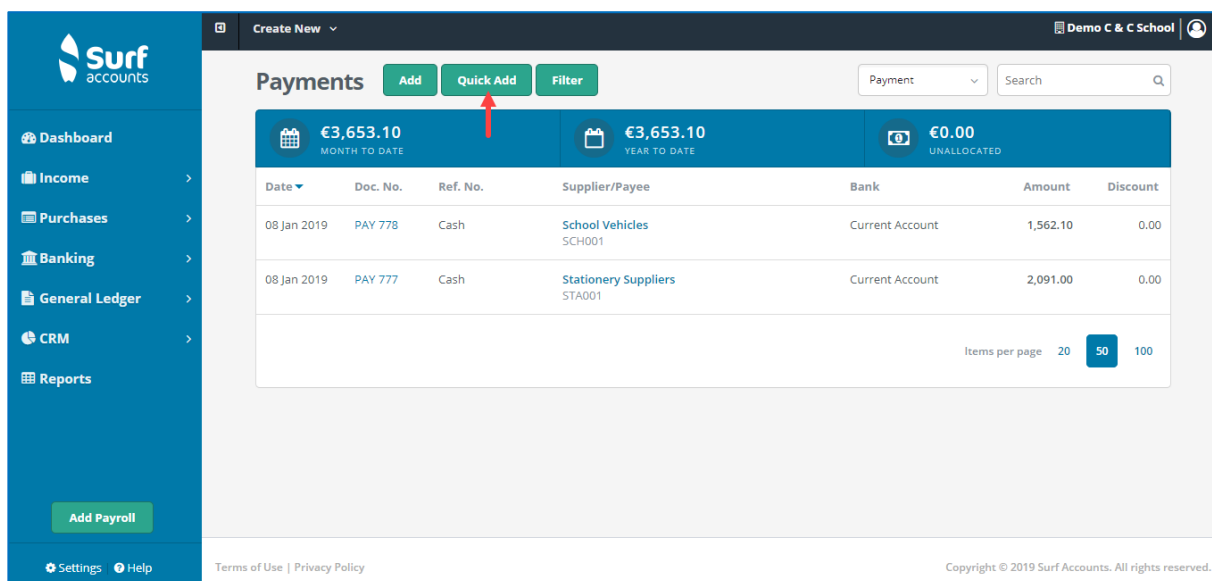 Surf
accounts
Create New
Demo C & C School
Payments Add Quick Add Filter Payment Search
€3,653.10 €3,653.10 €0.00
MONTH TO DATE YEAR TO DATE UNALLOCATED
Dashboard
Income
Purchases
Banking
General Ledger
CRM
Reports
Date Doc. No. Ref. No. Supplier/Payee Bank Amount Discount
08 Jan 2019 PAY 778 Cash School Vehicles Current Account 1,562.10 0.00
SCH001
08 Jan 2019 PAY 777 Cash Stationery Suppliers Current Account 2,091.00 0.00
STA001
Items per page 20 50 100
Add Payroll
Settings Help
Terms of Use | Privacy Policy
Copyright © 2019 Surf Accounts. All rights reserved.